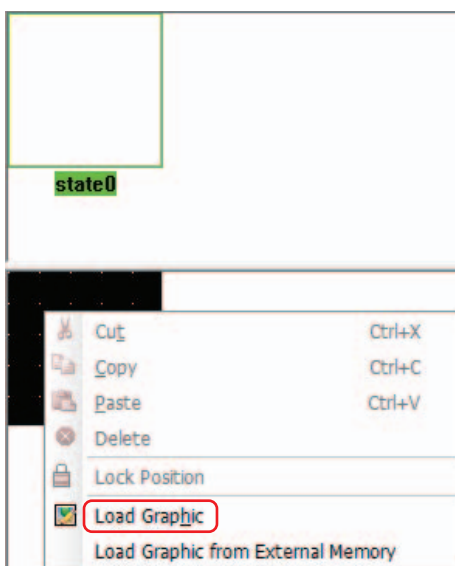 state0
Cut Ctrl+X
Copy Ctrl+C
Paste Ctrl+V
Delete
Lock Position
Load Graphic
Load Graphic from External Memory